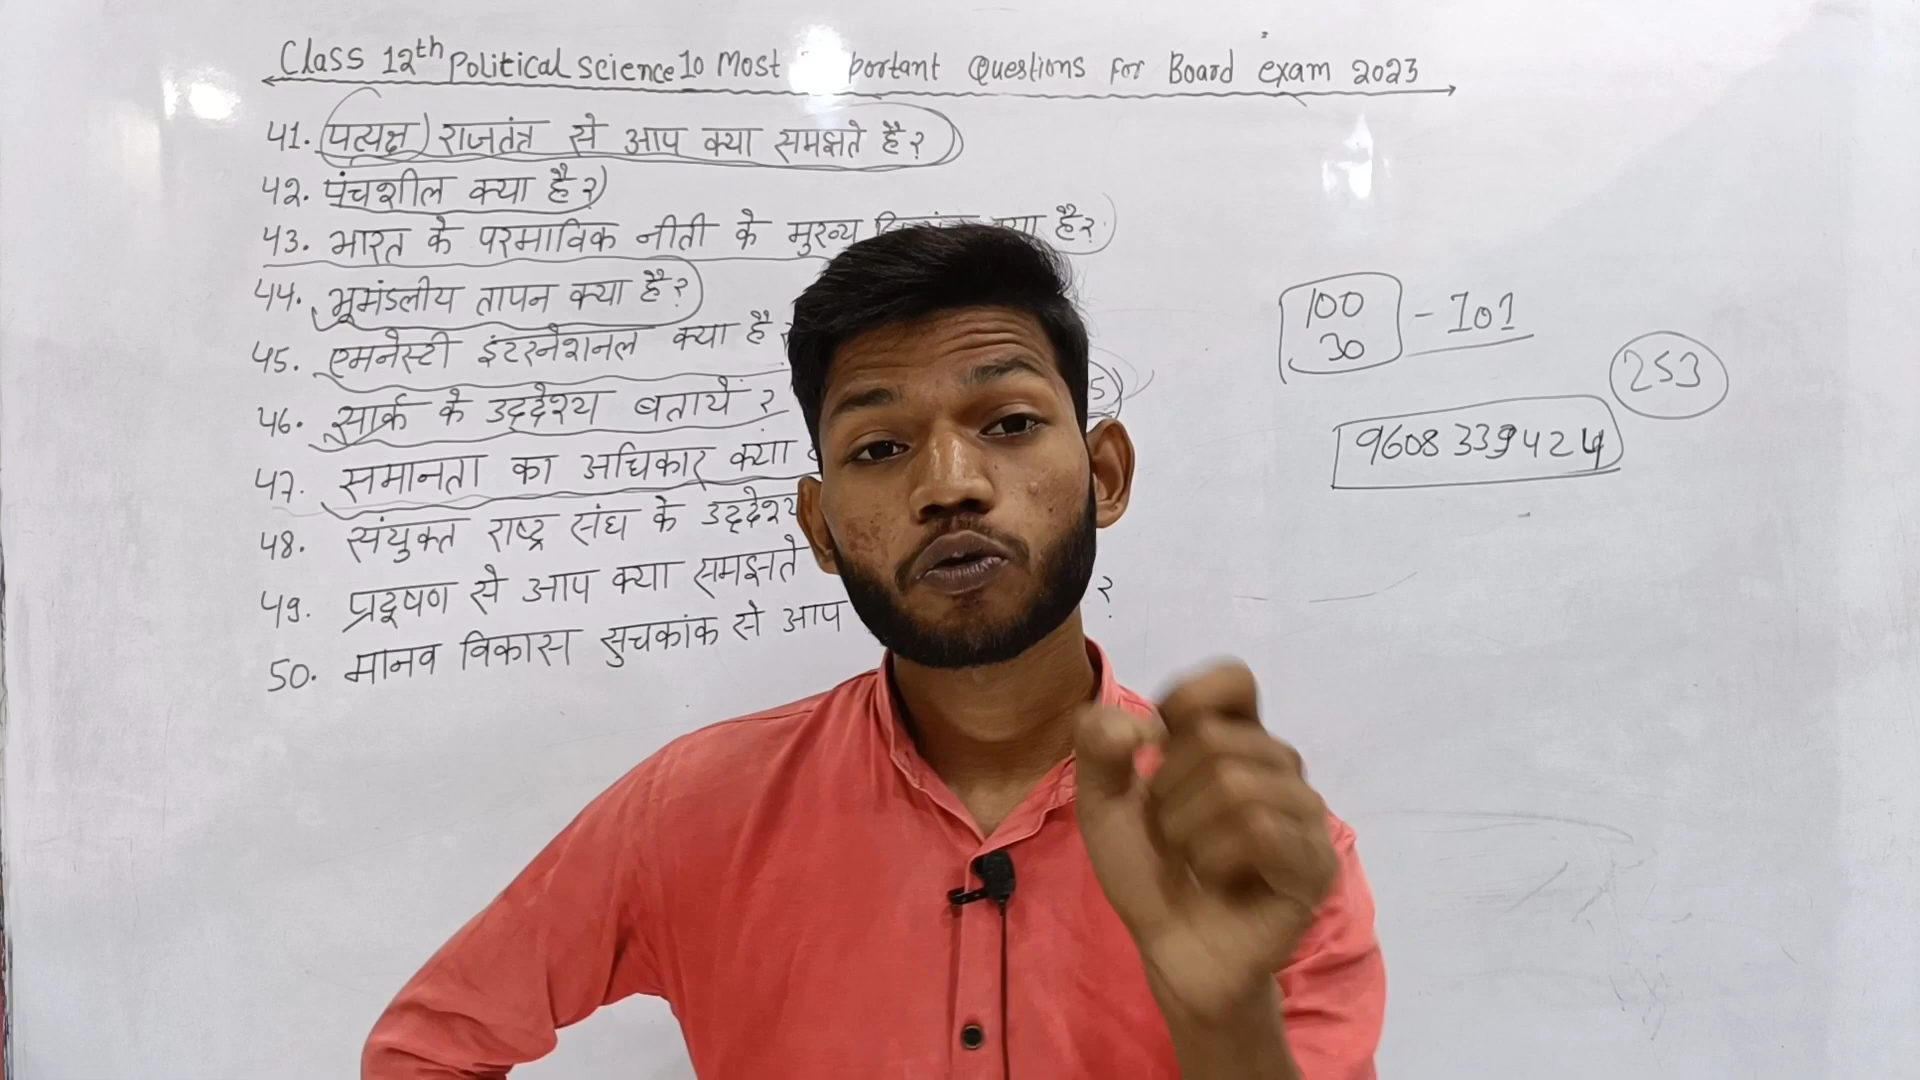 Class 12th Political Science 10 Most portant Questions For Board exam 2023
41. (पत्यक्ष) राजतंत्र से आप क्या समझते है?
42. पंचशील क्या है?
43. भारत के परमाविक नीती के मुख्य क्या है?
44. भूमंडलीय तापन क्या है?
45. एमनेस्टी इंटरनेशनल क्या है ?
46. सार्क के उद्देश्य बतायें ? 5)
47. समानता का अधिकार क्या
48. संयुक्त राष्ट्र संघ के उद्देश्य
49. प्रदूषण से आप क्या समझते
50. मानव विकास सुचकांक से आप ?
100 - 101
30
253
9608339424